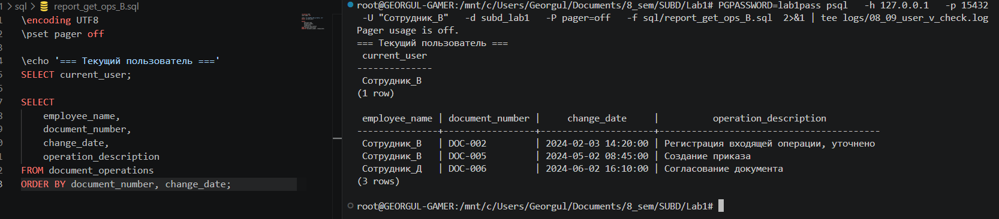 sql > report_get_ops_B.sql
\encoding UTF8
\pset pager off
\echo '=== Текущий пользователь ==='
SELECT current_user;
SELECT
employee_name,
document_number,
change_date,
operation_description
FROM document_operations
ORDER BY document_number, change_date;
root@GEORGUL-GAMER:/mnt/c/Users/Georgul/Documents/8_sem/SUBD/Lab1# PGPASSWORD=lab1pass psql   -h 127.0.0.1   -p 15432
-U "Сотрудник_В"   -d subd_lab1   -P pager=off   -f sql/report_get_ops_B.sql  2>&1 | tee logs/08_09_user_v_check.log
Pager usage is off.
=== Текущий пользователь ===
current_user
--------------
Сотрудник_В
(1 row)
employee_name | document_number |     change_date     |         operation_description
---------------+-----------------+---------------------+-----------------------------------------
Сотрудник_В   | DOC-002         | 2024-02-03 14:20:00 | Регистрация входящей операции, уточнено
Сотрудник_В   | DOC-005         | 2024-05-02 08:45:00 | Создание приказа
Сотрудник_Д   | DOC-006         | 2024-06-02 16:10:00 | Согласование документа
(3 rows)
root@GEORGUL-GAMER:/mnt/c/Users/Georgul/Documents/8_sem/SUBD/Lab1#